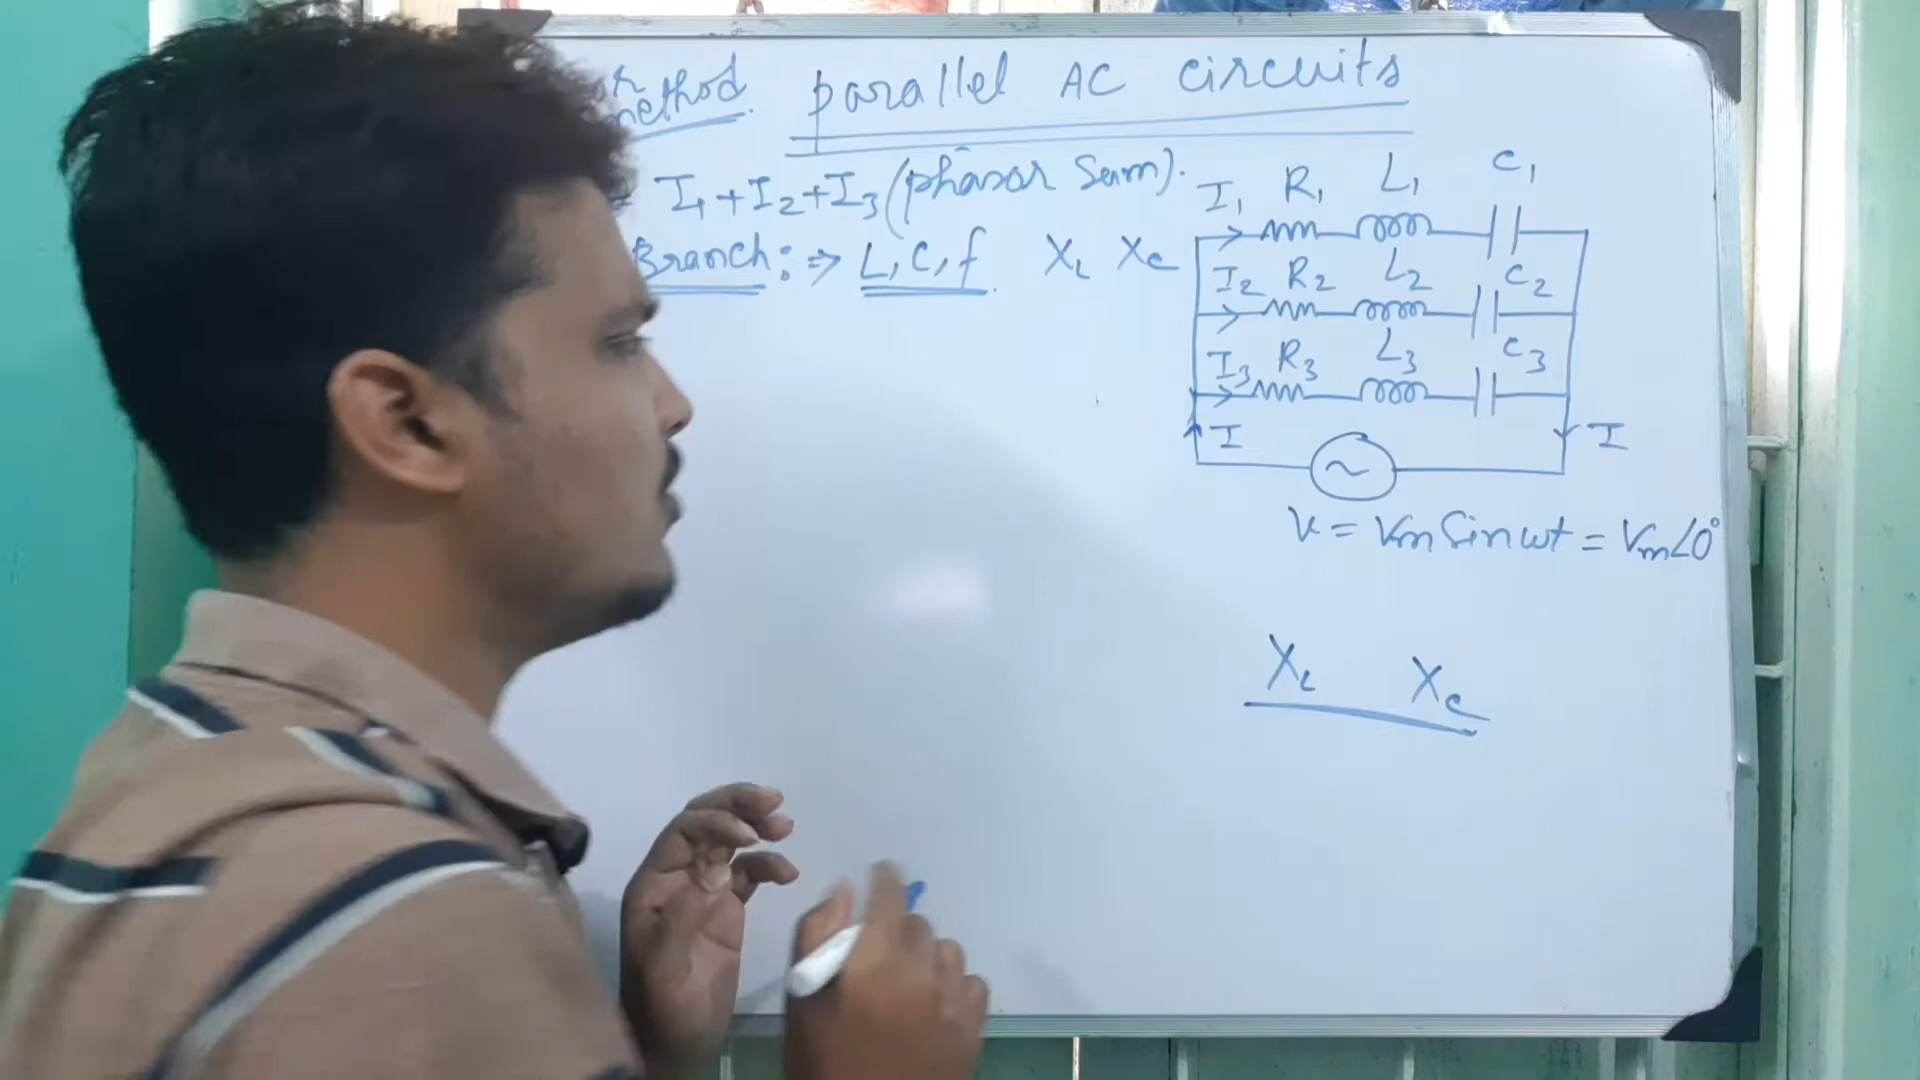 method parallel AC circuits
I1+I2+I3 (phasor Sum).
Branch: ⇒ L, C, f XL XC
I1 R1 L1 C1
I2 R2 L2 C2
I3 R3 L3 C3
I I
~
V = Vm Sin ωt = Vm∠0°
XL XC